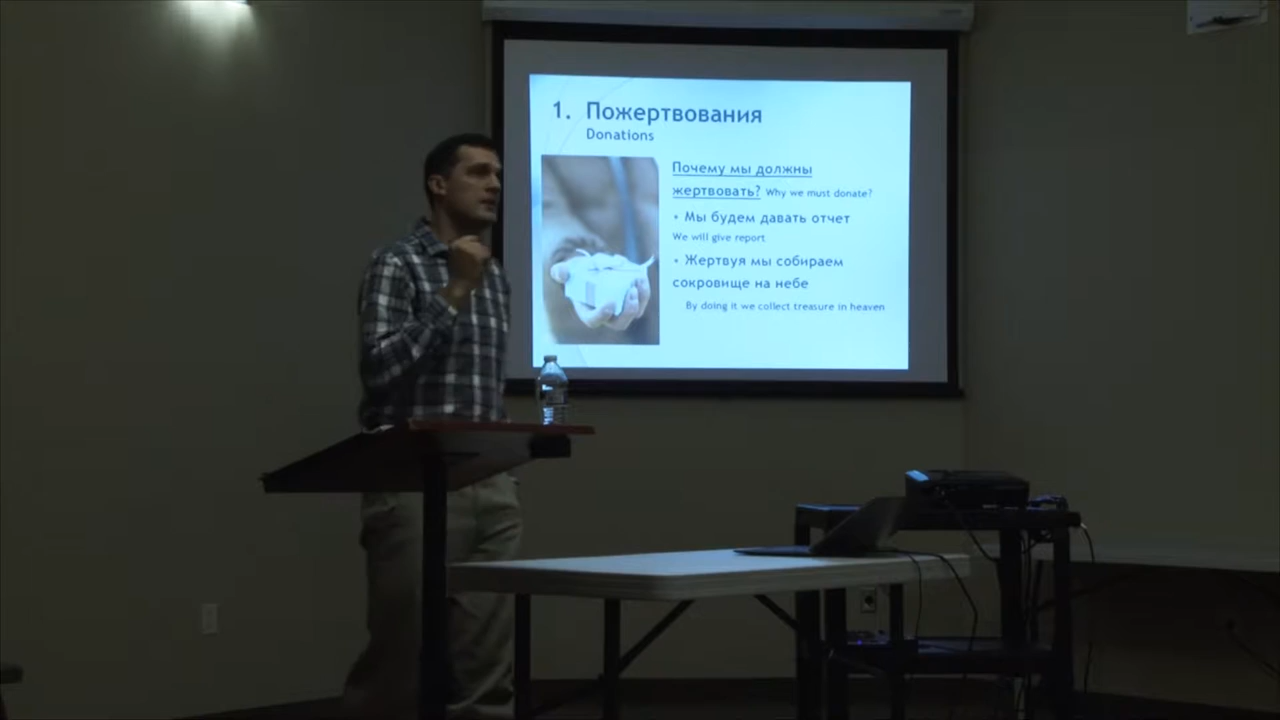 1. Пожертвования
Donations
Почему мы должны
жертвовать? Why we must donate?
• Мы будем давать отчет
We will give report
• Жертвуя мы собираем
сокровище на небе
By doing it we collect treasure in heaven